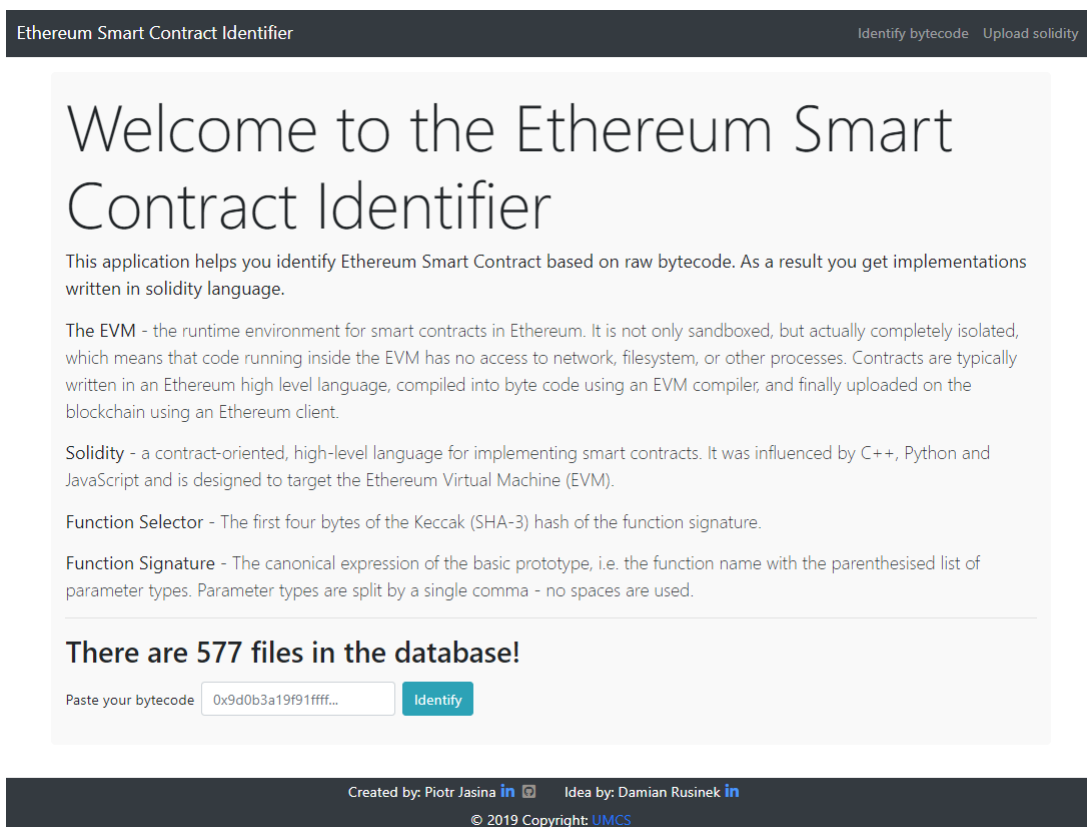 Ethereum Smart Contract Identifier
Identify bytecode Upload solidity
Welcome to the Ethereum Smart
Contract Identifier
This application helps you identify Ethereum Smart Contract based on raw bytecode. As a result you get implementations
written in solidity language.
The EVM - the runtime environment for smart contracts in Ethereum. It is not only sandboxed, but actually completely isolated,
which means that code running inside the EVM has no access to network, filesystem, or other processes. Contracts are typically
written in an Ethereum high level language, compiled into byte code using an EVM compiler, and finally uploaded on the
blockchain using an Ethereum client.
Solidity - a contract-oriented, high-level language for implementing smart contracts. It was influenced by C++, Python and
JavaScript and is designed to target the Ethereum Virtual Machine (EVM).
Function Selector - The first four bytes of the Keccak (SHA-3) hash of the function signature.
Function Signature - The canonical expression of the basic prototype, i.e. the function name with the parenthesised list of
parameter types. Parameter types are split by a single comma - no spaces are used.
There are 577 files in the database!
Paste your bytecode 0x9d0b3a19f91ffff... Identify
Created by: Piotr Jasina in Idea by: Damian Rusinek in
© 2019 Copyright: UMCS